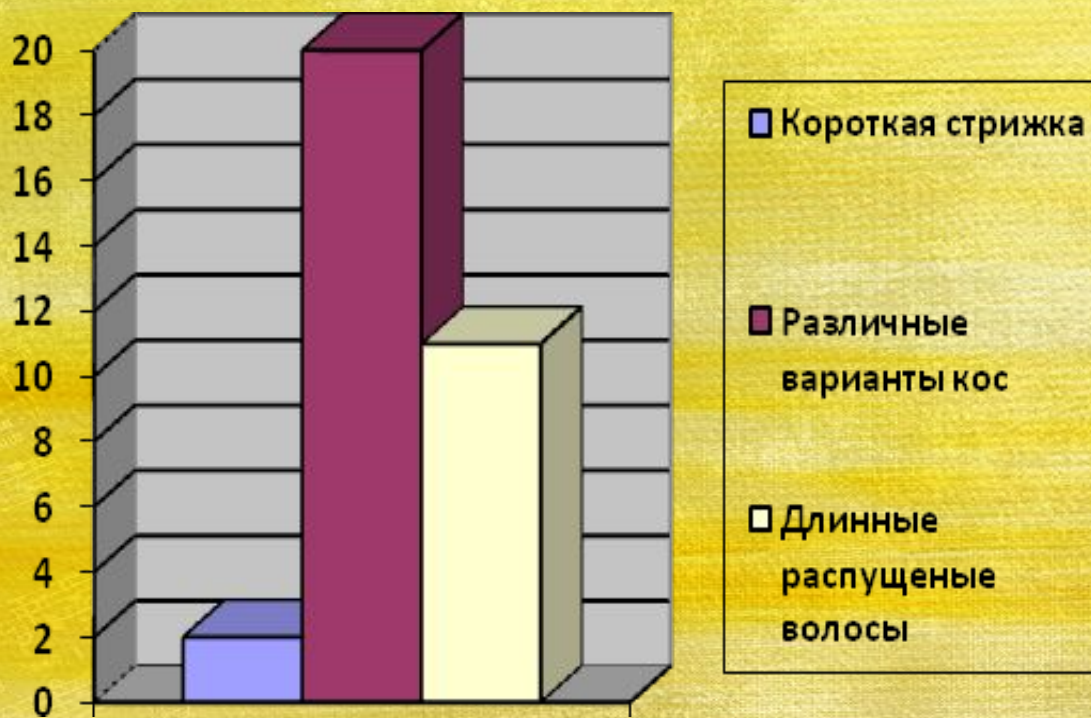 20
18
16
14
12
10
8
6
4
2
0
Короткая стрижка
Различные
варианты кос
Длинные
распущеные
волосы